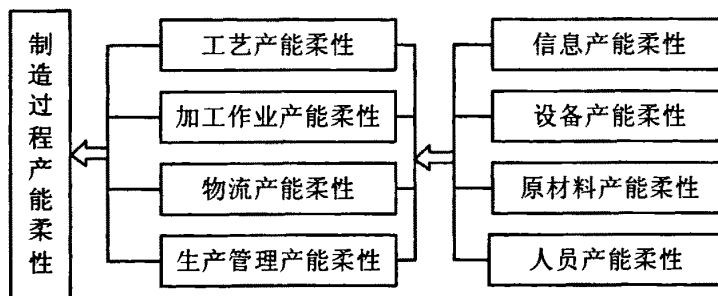 制造过程产能柔性
工艺产能柔性
加工作业产能柔性
物流产能柔性
生产管理产能柔性
信息产能柔性
设备产能柔性
原材料产能柔性
人员产能柔性